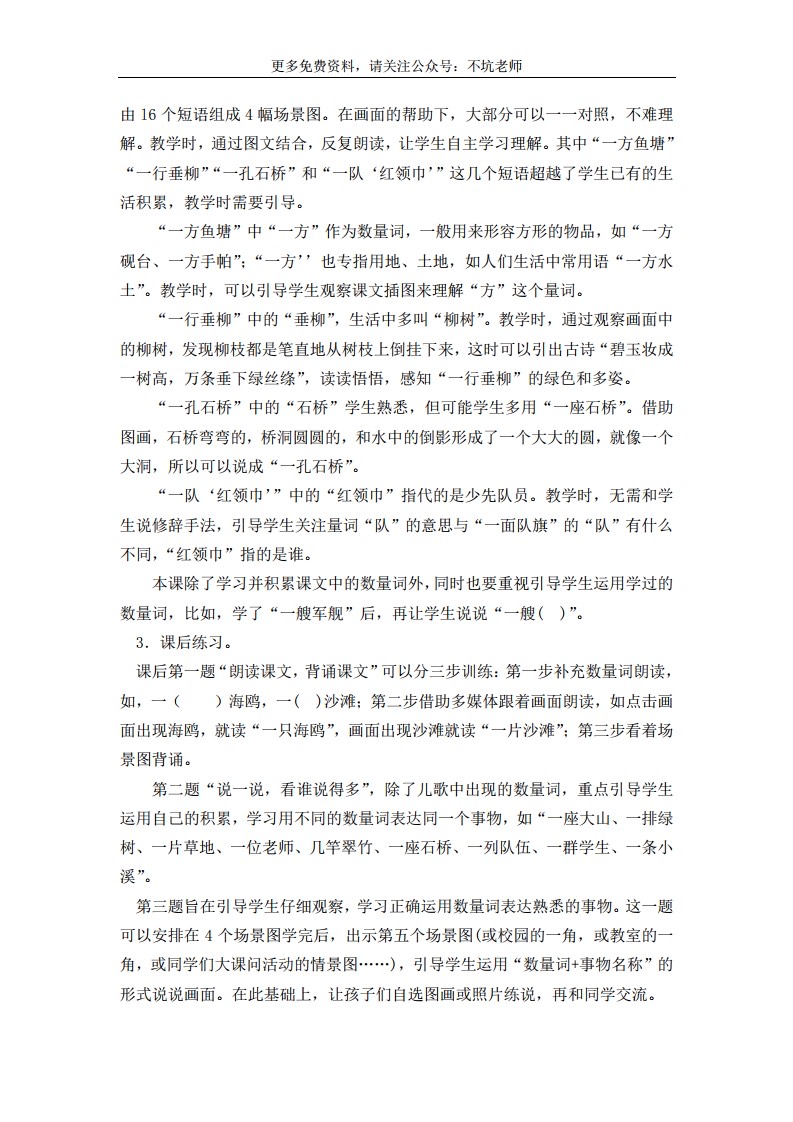 更多免费资料，请关注公众号：不坑老师
由 16 个短语组成 4 幅场景图。在画面的帮助下，大部分可以一一对照，不难理
解。教学时，通过图文结合，反复朗读，让学生自主学习理解。其中“一方鱼塘”
“一行垂柳”“一孔石桥”和“一队‘红领巾’”这几个短语超越了学生已有的生
活积累，教学时需要引导。
“一方鱼塘”中“一方”作为数量词，一般用来形容方形的物品，如“一方
砚台、一方手帕”；“一方’’也专指用地、土地，如人们生活中常用语“一方水
土”。教学时，可以引导学生观察课文插图来理解“方”这个量词。
“一行垂柳”中的“垂柳”，生活中多叫“柳树”。教学时，通过观察画面中
的柳树，发现柳枝都是笔直地从树枝上倒挂下来，这时可以引出古诗“碧玉妆成
一树高，万条垂下绿丝绦”，读读悟悟，感知“一行垂柳”的绿色和多姿。
“一孔石桥”中的“石桥”学生熟悉，但可能学生多用“一座石桥”。借助
图画，石桥弯弯的，桥洞圆圆的，和水中的倒影形成了一个大大的圆，就像一个
大洞，所以可以说成“一孔石桥”。
“一队‘红领巾’”中的“红领巾”指代的是少先队员。教学时，无需和学
生说修辞手法，引导学生关注量词“队”的意思与“一面队旗”的“队”有什么
不同，“红领巾”指的是谁。
本课除了学习并积累课文中的数量词外，同时也要重视引导学生运用学过的
数量词，比如，学了“一艘军舰”后，再让学生说说“一艘(  )”。
3．课后练习。
课后第一题“朗读课文，背诵课文”可以分三步训练：第一步补充数量词朗读，
如，一（　　）海鸥，一(  )沙滩；第二步借助多媒体跟着画面朗读，如点击画
面出现海鸥，就读“一只海鸥”，画面出现沙滩就读“一片沙滩”；第三步看着场
景图背诵。
第二题“说一说，看谁说得多”，除了儿歌中出现的数量词，重点引导学生
运用自己的积累，学习用不同的数量词表达同一个事物，如“一座大山、一排绿
树、一片草地、一位老师、几竿翠竹、一座石桥、一列队伍、一群学生、一条小
溪”。
第三题旨在引导学生仔细观察，学习正确运用数量词表达熟悉的事物。这一题
可以安排在 4 个场景图学完后，出示第五个场景图(或校园的一角，或教室的一
角，或同学们大课问活动的情景图……)，引导学生运用“数量词+事物名称”的
形式说说画面。在此基础上，让孩子们自选图画或照片练说，再和同学交流。